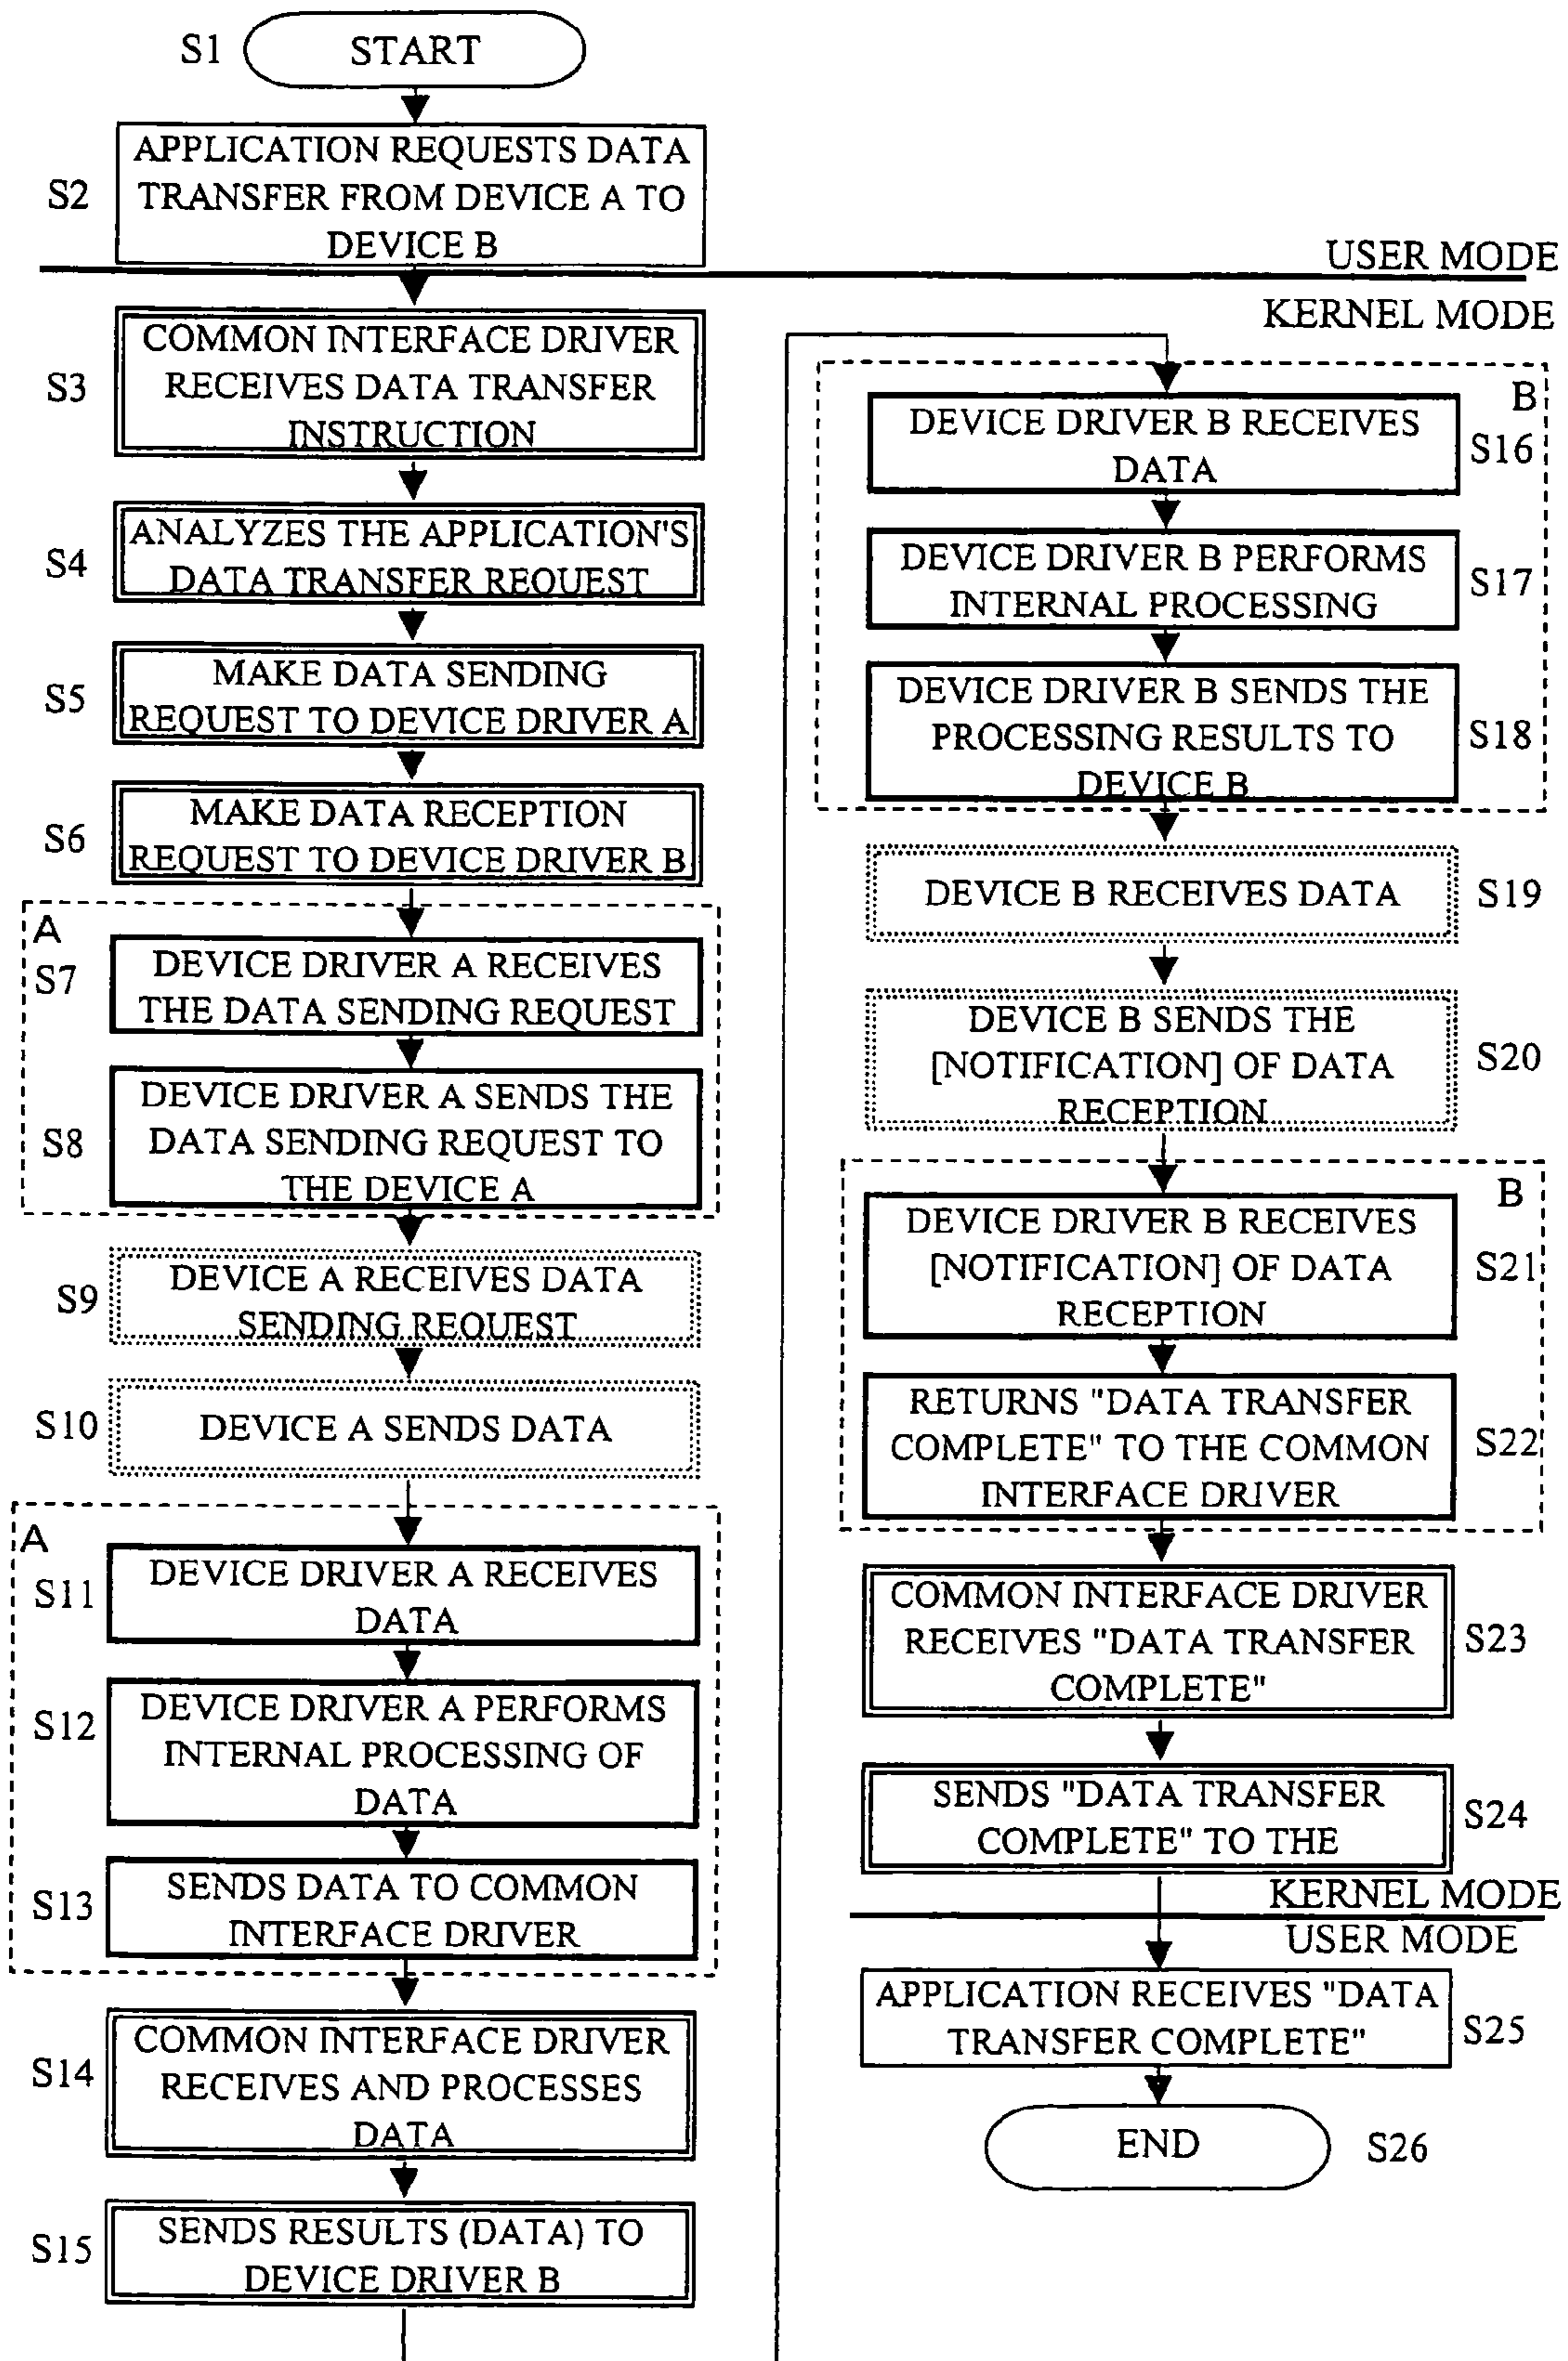 S1
START
S2
APPLICATION REQUESTS DATA
TRANSFER FROM DEVICE A TO
DEVICE B
USER MODE
KERNEL MODE
S3
COMMON INTERFACE DRIVER
RECEIVES DATA TRANSFER
INSTRUCTION
S4
ANALYZES THE APPLICATION'S
DATA TRANSFER REQUEST
S5
MAKE DATA SENDING
REQUEST TO DEVICE DRIVER A
S6
MAKE DATA RECEPTION
REQUEST TO DEVICE DRIVER B
A
S7
DEVICE DRIVER A RECEIVES
THE DATA SENDING REQUEST
S8
DEVICE DRIVER A SENDS THE
DATA SENDING REQUEST TO
THE DEVICE A
S9
DEVICE A RECEIVES DATA
SENDING REQUEST
S10
DEVICE A SENDS DATA
A
S11
DEVICE DRIVER A RECEIVES
DATA
S12
DEVICE DRIVER A PERFORMS
INTERNAL PROCESSING OF
DATA
S13
SENDS DATA TO COMMON
INTERFACE DRIVER
S14
COMMON INTERFACE DRIVER
RECEIVES AND PROCESSES
DATA
S15
SENDS RESULTS (DATA) TO
DEVICE DRIVER B
B
DEVICE DRIVER B RECEIVES
DATA
S16
DEVICE DRIVER B PERFORMS
INTERNAL PROCESSING
S17
DEVICE DRIVER B SENDS THE
PROCESSING RESULTS TO
DEVICE B
S18
DEVICE B RECEIVES DATA
S19
DEVICE B SENDS THE
[NOTIFICATION] OF DATA
RECEPTION
S20
B
DEVICE DRIVER B RECEIVES
[NOTIFICATION] OF DATA
RECEPTION
S21
RETURNS "DATA TRANSFER
COMPLETE" TO THE COMMON
INTERFACE DRIVER
S22
COMMON INTERFACE DRIVER
RECEIVES "DATA TRANSFER
COMPLETE"
S23
SENDS "DATA TRANSFER
COMPLETE" TO THE
S24
KERNEL MODE
USER MODE
APPLICATION RECEIVES "DATA
TRANSFER COMPLETE"
S25
END
S26